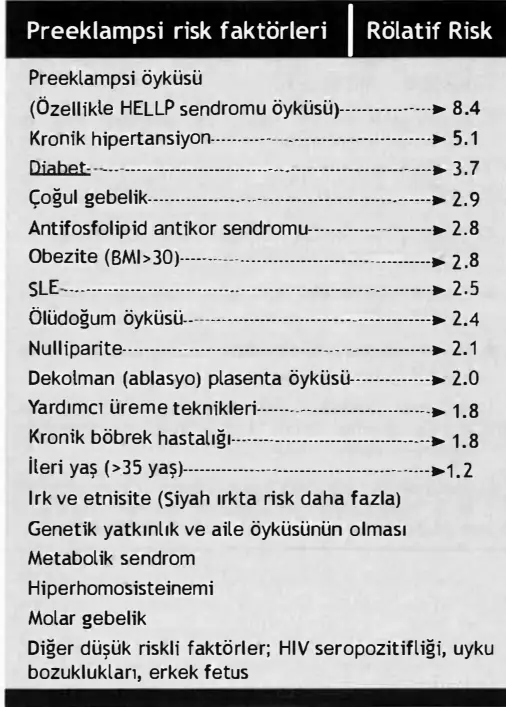 Preeklampsi risk faktörleri | Rölatif Risk
Preeklampsi öyküsü
(Özellikle HELLP sendromu öyküsü)--------------► 8.4
Kronik hipertansiyon--------------► 5.1
Diabet--------------► 3.7
Çoğul gebelik--------------► 2.9
Antifosfolipid antikor sendromu--------------► 2.8
Obezite (BMI>30)--------------► 2.8
SLE--------------► 2.5
Ölüdoğum öyküsü--------------► 2.4
Nulliparite--------------► 2.1
Dekolman (ablasyo) plasenta öyküsü--------------► 2.0
Yardımcı üreme teknikleri--------------► 1.8
Kronik böbrek hastalığı--------------► 1.8
İleri yaş (>35 yaş)--------------►1.2
Irk ve etnisite (Siyah ırkta risk daha fazla)
Genetik yatkınlık ve aile öyküsünün olması
Metabolik sendrom
Hiperhomosisteinemi
Molar gebelik
Diğer düşük riskli faktörler; HIV seropozitifliği, uyku
bozuklukları, erkek fetus